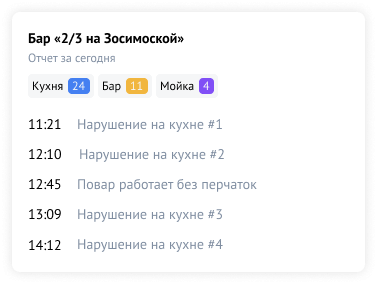 Бар «2/3 на Зосимоской»
Отчет за сегодня
Кухня 24 Бар 11 Мойка 4
11:21 Нарушение на кухне #1
12:10 Нарушение на кухне #2
12:45 Повар работает без перчаток
13:09 Нарушение на кухне #3
14:12 Нарушение на кухне #4